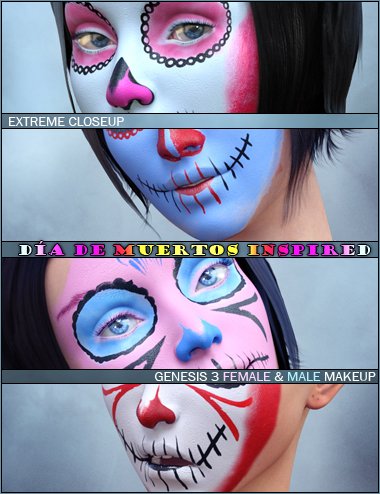 EXTREME CLOSEUP
DÍA DE MUERTOS INSPIRED
GENESIS 3 FEMALE & MALE MAKEUP